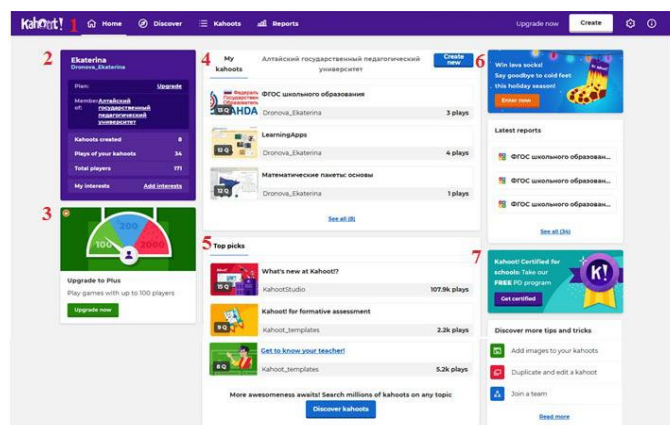 Kahoot! 1 Home Discover Kahoots Reports Upgrade now Create
2
Ekaterina
Dronova_Ekaterina
Plan: Upgrade
Member of: Алтайский
государственный
педагогический
университет
Kahoots created 8
Plays of your kahoots 34
Total players 171
My interests Add interests
3
100 200 2000
Upgrade to Plus
Play games with up to 100 players
Upgrade now
4
My kahoots
Алтайский государственный педагогический
университет
Create new
ФГОС школьного образования
13 Q Dronova_Ekaterina 3 plays
LearningApps
10 Q Dronova_Ekaterina 4 plays
Математические пакеты: основы
12 Q Dronova_Ekaterina 1 plays
See all (8)
5
Top picks
What's new at Kahoot!?
15 Q KahootStudio 107.9k plays
Kahoot! for formative assessment
9 Q Kahoot_templates 2.2k plays
Get to know your teacher!
8 Q Kahoot_templates 5.2k plays
More awesomeness awaits! Search millions of kahoots on any topic
Discover kahoots
6
Win lava socks!
Say goodbye to cold feet
this holiday season!
Enter now
Latest reports
ФГОС школьного образован...
ФГОС школьного образован...
ФГОС школьного образован...
See all (34)
7
Kahoot! Certified for
schools: Take our
FREE PD program
Get certified
K!
Discover more tips and tricks
Add images to your kahoots
Duplicate and edit a kahoot
Join a team
Read more